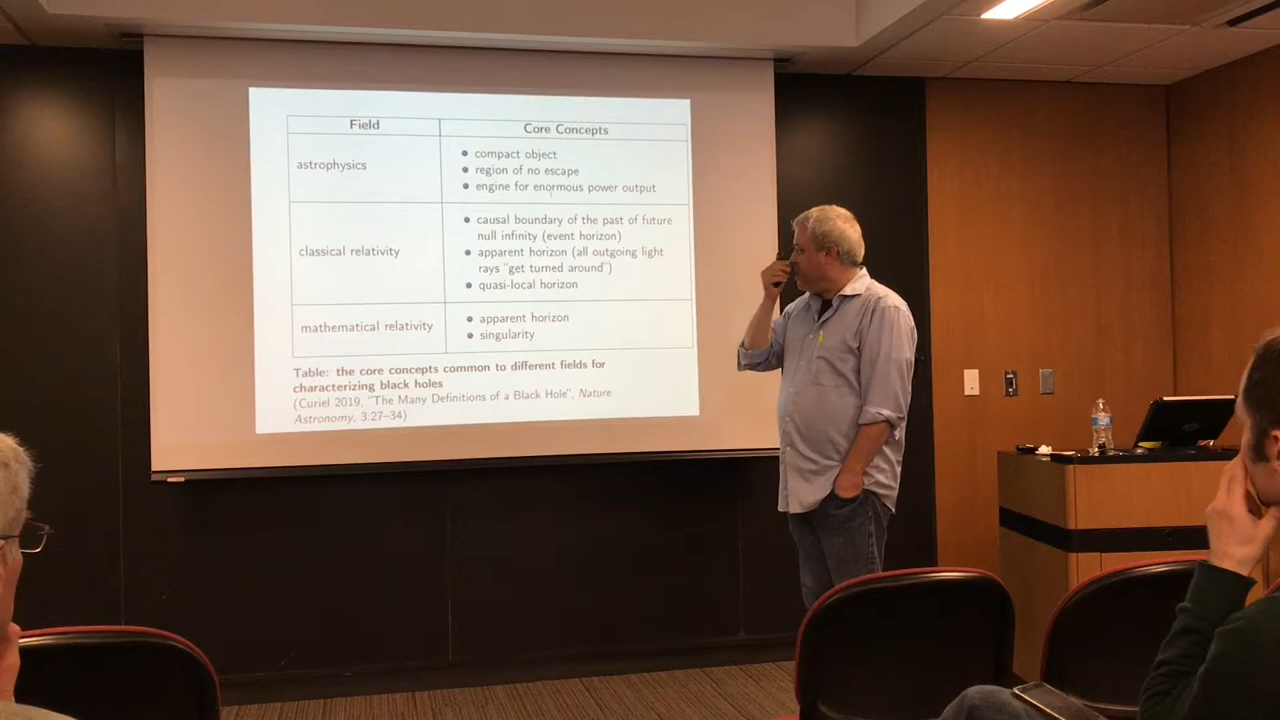 Field
Core Concepts
astrophysics
compact object
region of no escape
engine for enormous power output
classical relativity
causal boundary of the past of future
null infinity (event horizon)
apparent horizon (all outgoing light
rays "get turned around")
quasi-local horizon
mathematical relativity
apparent horizon
singularity
Table: the core concepts common to different fields for
characterizing black holes
(Curiel 2019, "The Many Definitions of a Black Hole", Nature
Astronomy, 3:27–34)